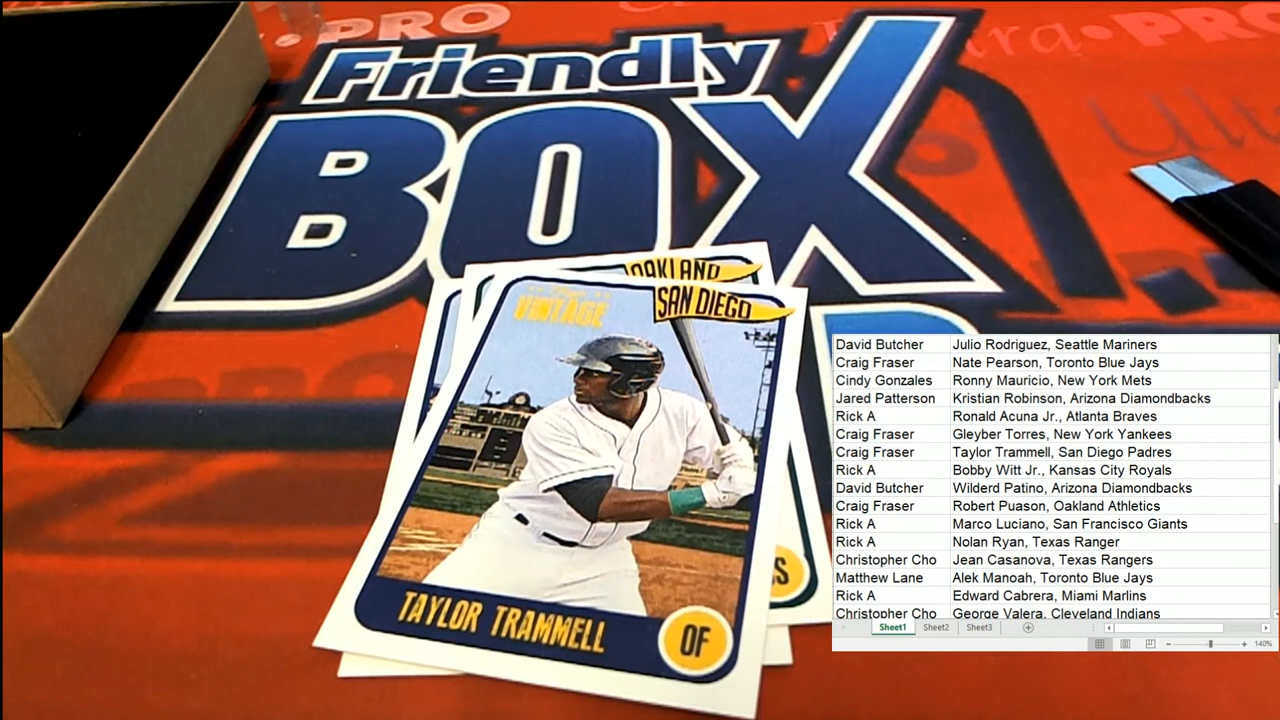 PRO
PRO
Friendly
BOX
OAKLAND
VINTAGE
SAN DIEGO
TAYLOR TRAMMELL
OF
David Butcher Julio Rodriguez, Seattle Mariners
Craig Fraser Nate Pearson, Toronto Blue Jays
Cindy Gonzales Ronny Mauricio, New York Mets
Jared Patterson Kristian Robinson, Arizona Diamondbacks
Rick A Ronald Acuna Jr., Atlanta Braves
Craig Fraser Gleyber Torres, New York Yankees
Craig Fraser Taylor Trammell, San Diego Padres
Rick A Bobby Witt Jr., Kansas City Royals
David Butcher Wilderd Patino, Arizona Diamondbacks
Craig Fraser Robert Puason, Oakland Athletics
Rick A Marco Luciano, San Francisco Giants
Rick A Nolan Ryan, Texas Ranger
Christopher Cho Jean Casanova, Texas Rangers
Matthew Lane Alek Manoah, Toronto Blue Jays
Rick A Edward Cabrera, Miami Marlins
Christopher Cho George Valera, Cleveland Indians
Sheet1 Sheet2 Sheet3
140%